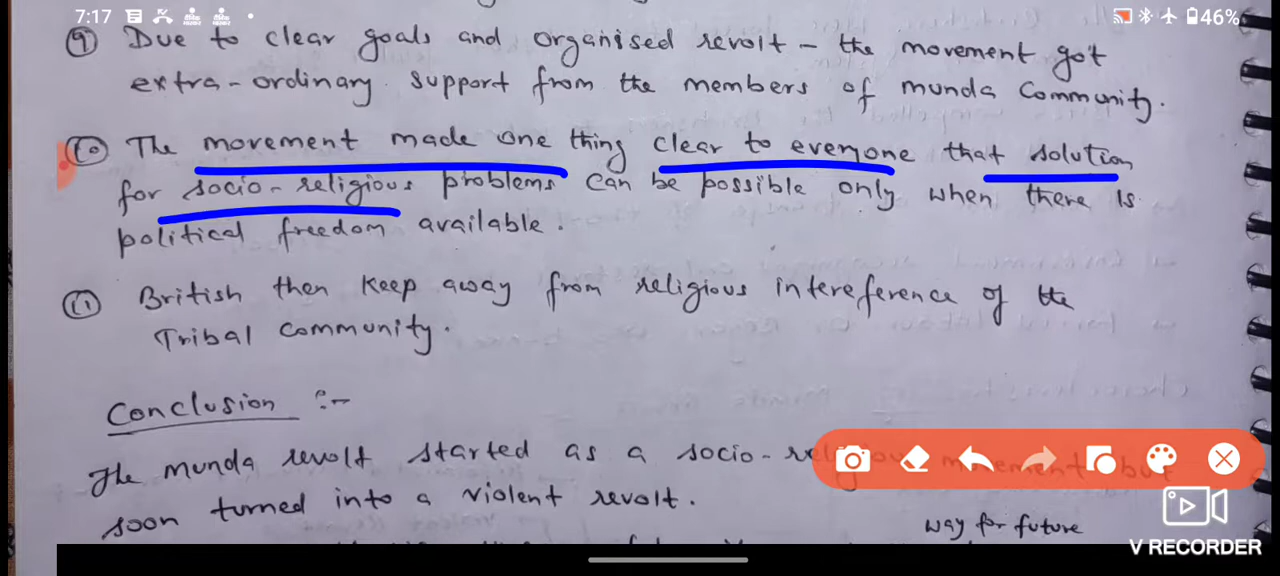 7:17
46%
9 Due to clear goals and organised revolt - the movement got
extra-ordinary support from the members of munda community.
10 The movement made one thing clear to everyone that solution
for socio-religious problems can be possible only when there is
political freedom available.
11 British then keep away from religious intereference of the
Tribal community.
Conclusion :-
The munda revolt started as a socio-religious movement but
soon turned into a violent revolt.
way for future
V RECORDER